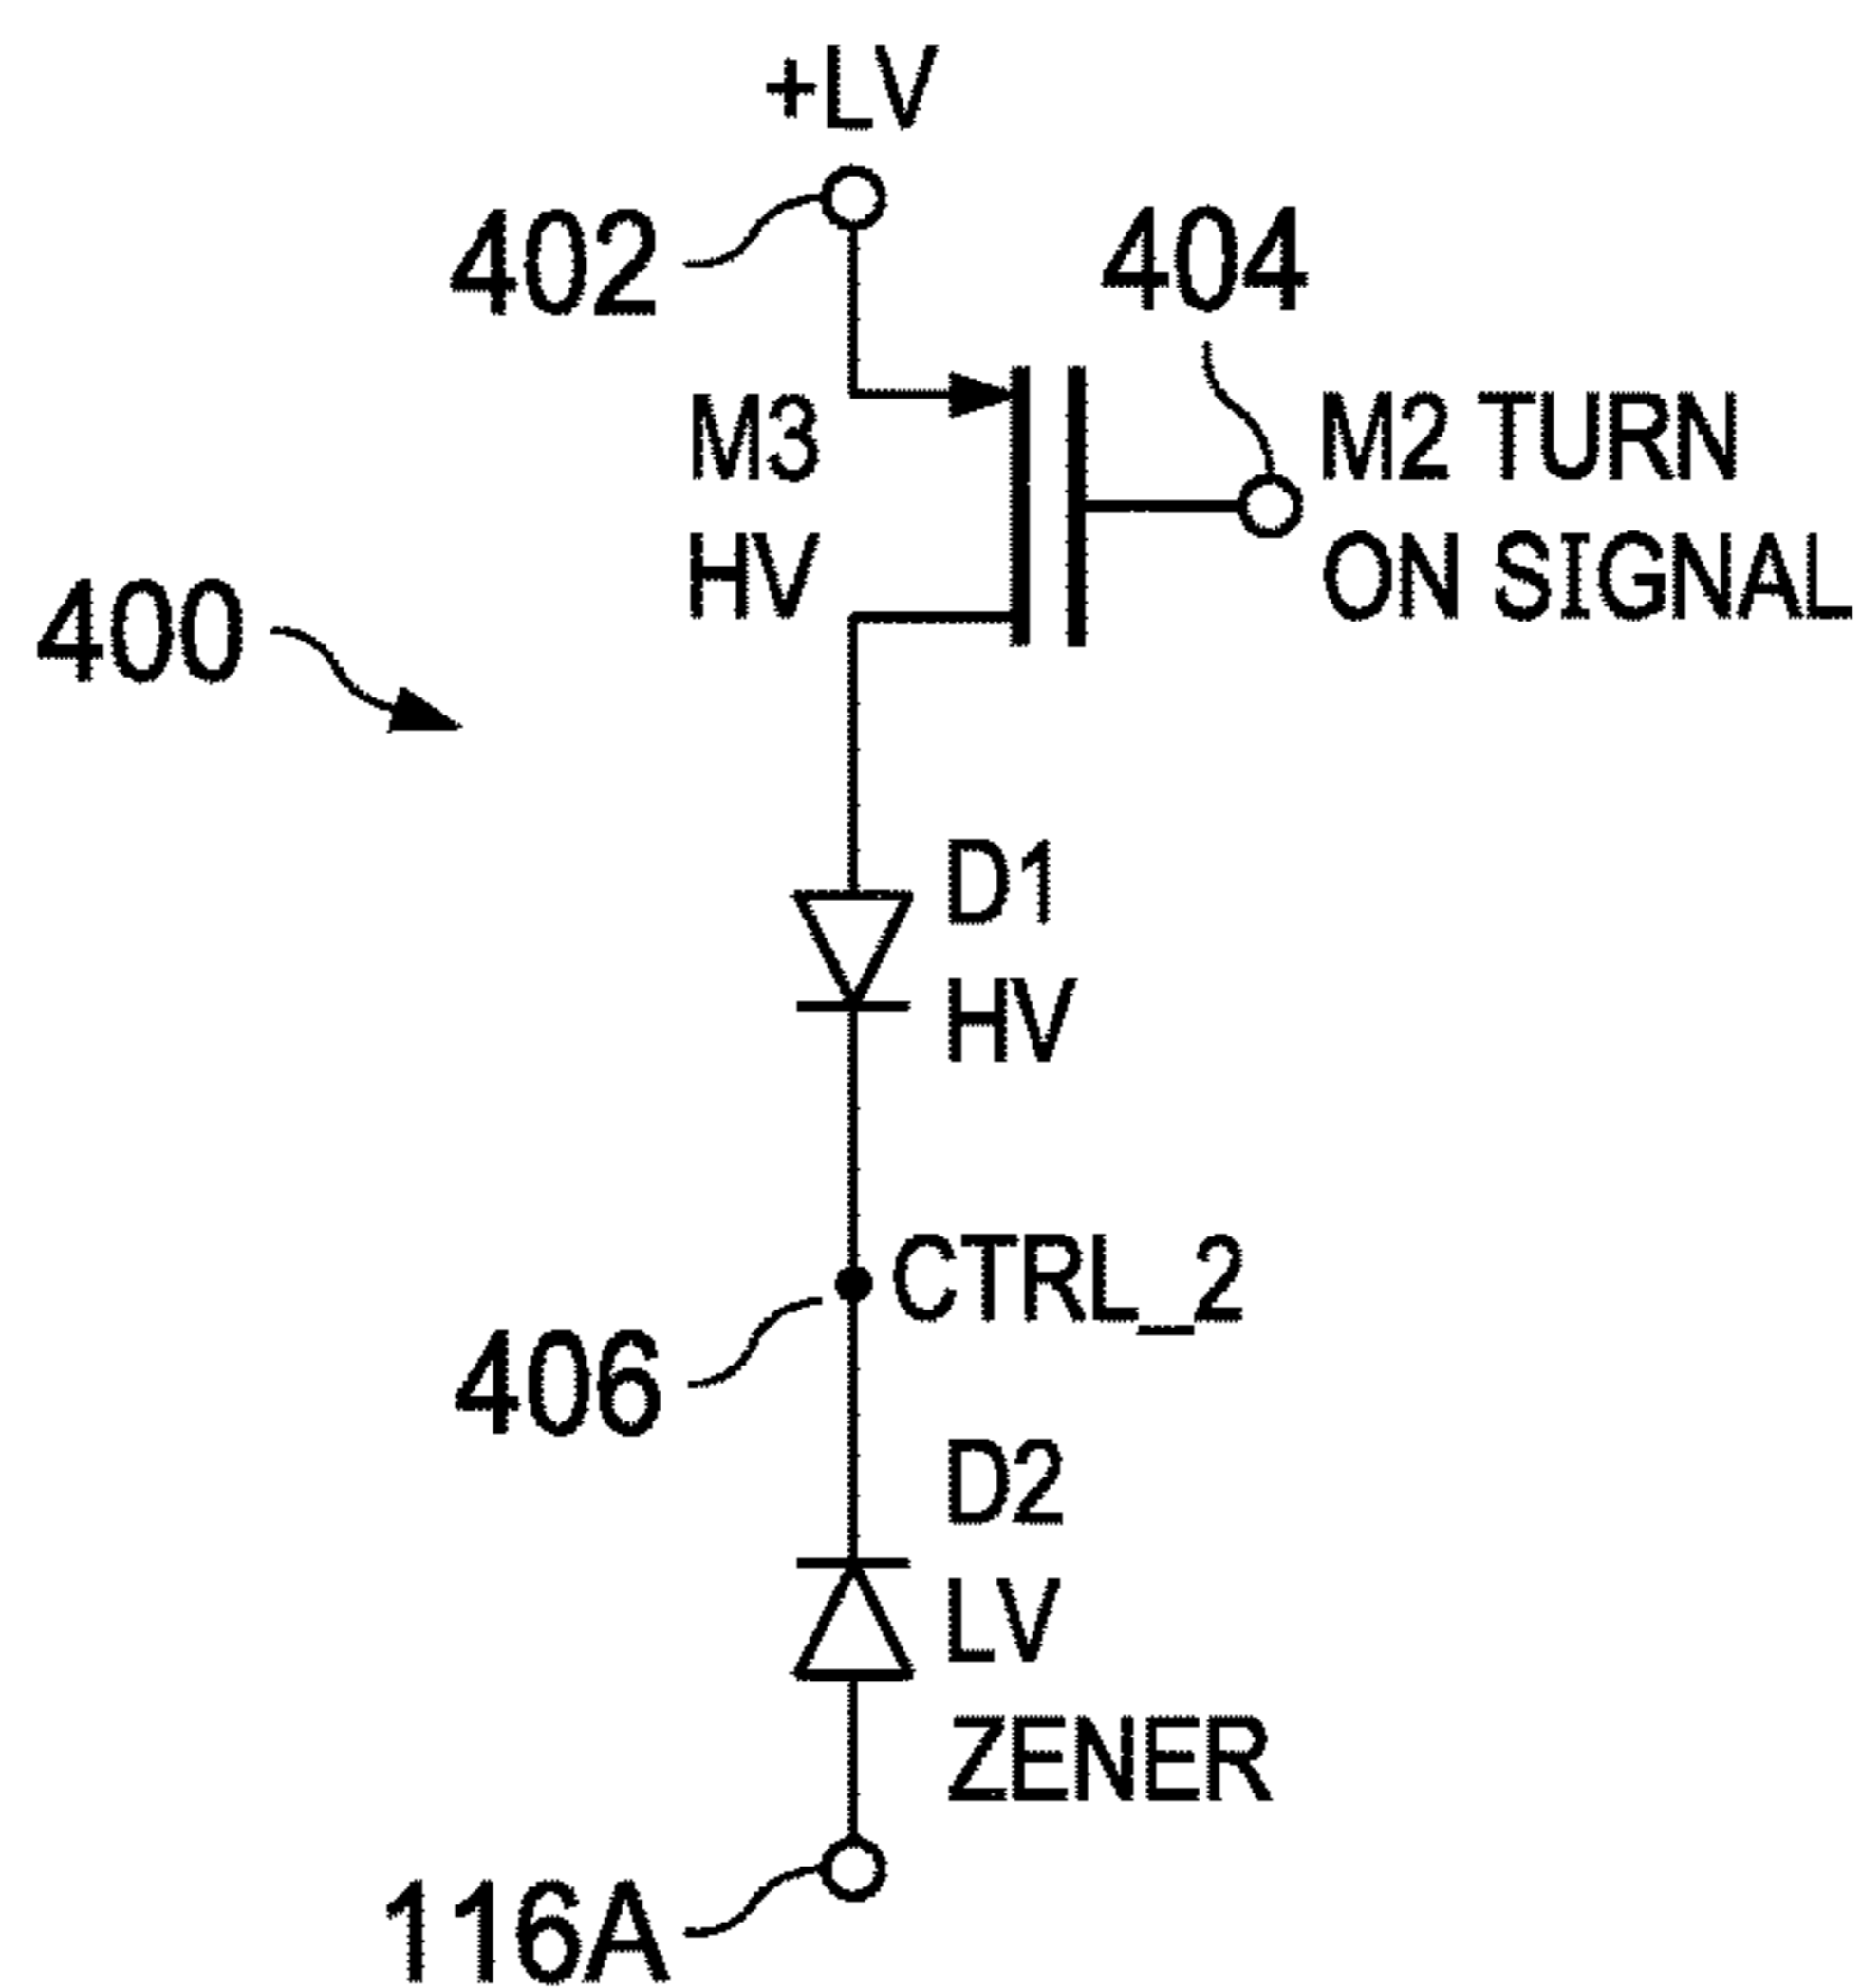 +LV
402
404
M3
HV
M2 TURN
ON SIGNAL
400
D1
HV
CTRL_2
406
D2
LV
ZENER
116A